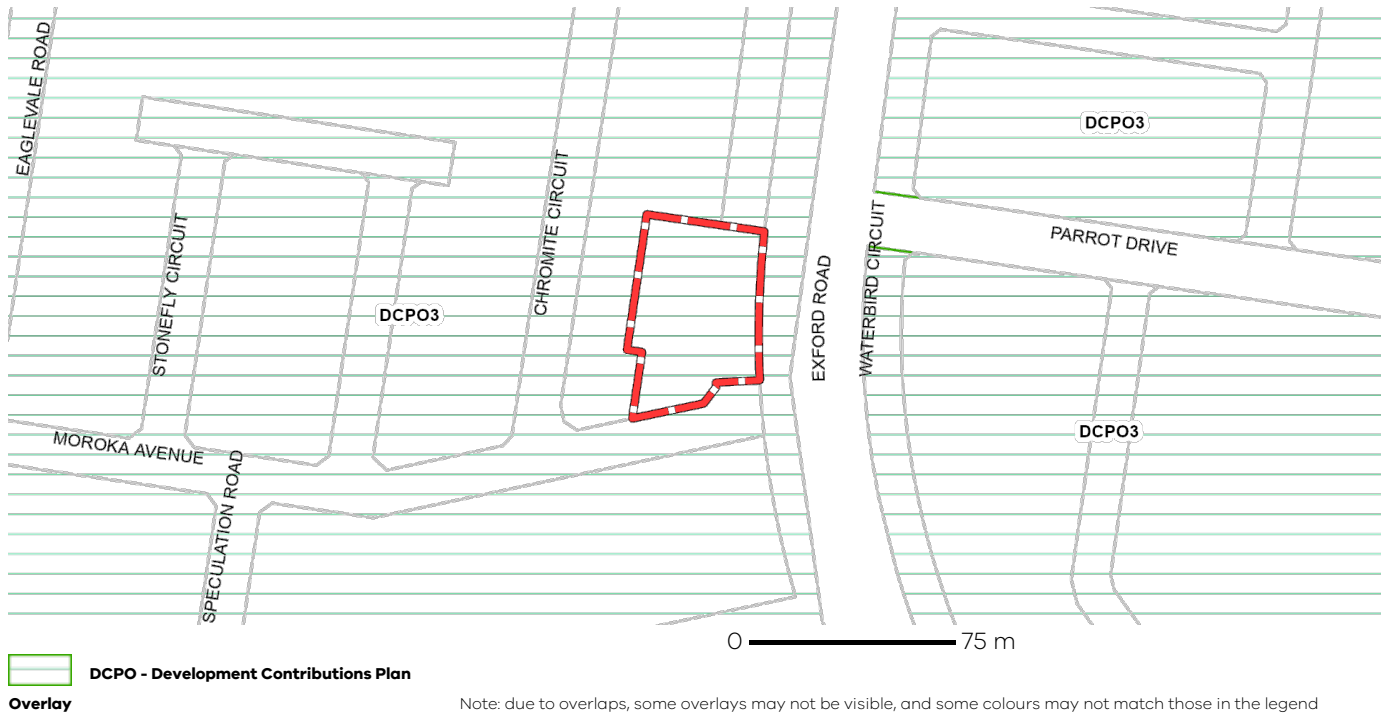 EAGLEVALE ROAD
DCPO3
CHROMITE CIRCUIT
STONEFLY CIRCUIT
WATERBIRD CIRCUIT
PARROT DRIVE
EXFORD ROAD
DCPO3
DCPO3
MOROKA AVENUE
SPECULATION ROAD
0 75 m
DCPO - Development Contributions Plan
Overlay
Note: due to overlaps, some overlays may not be visible, and some colours may not match those in the legend